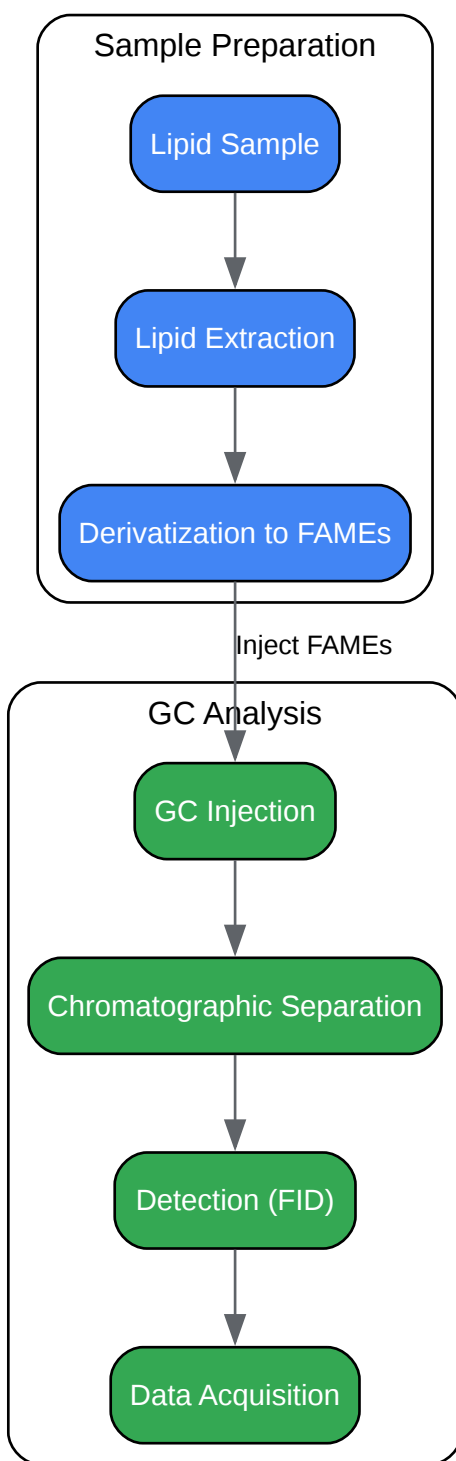 Sample Preparation
Lipid Sample
Lipid Extraction
Derivatization to FAMEs
Inject FAMEs
GC Analysis
GC Injection
Chromatographic Separation
Detection (FID)
Data Acquisition